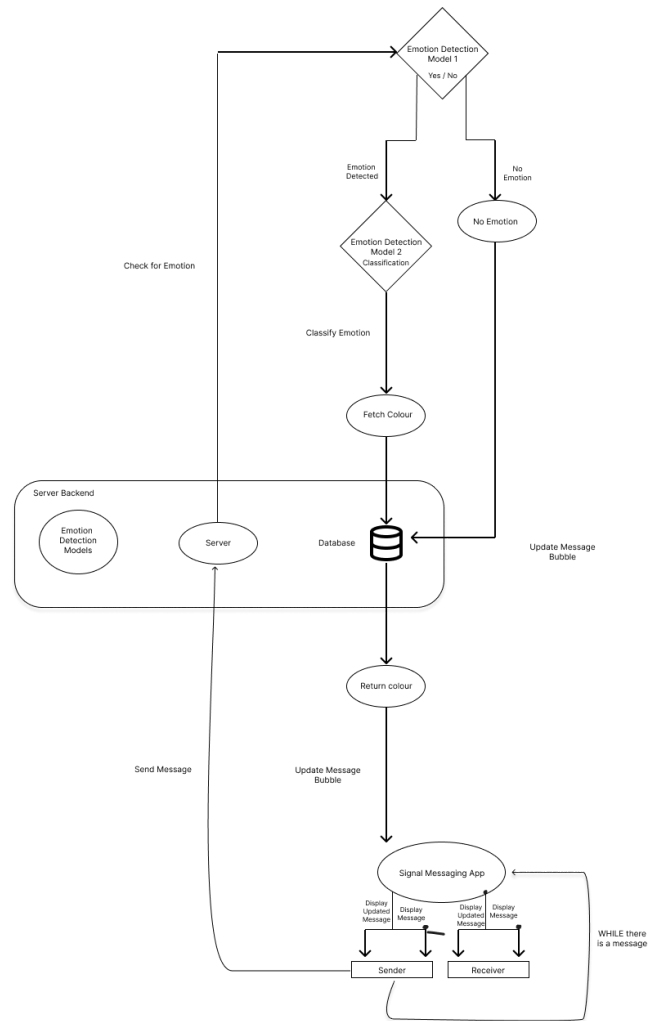 Emotion Detection
Model 1
Yes / No
Emotion
Detected
No
Emotion
No Emotion
Emotion Detection
Model 2
Classification
Check for Emotion
Classify Emotion
Fetch Colour
Server Backend
Emotion
Detection
Models
Server
Database
Update Message
Bubble
Return colour
Send Message
Update Message
Bubble
Signal Messaging App
Display
Updated
Message
Display
Message
Display
Updated
Message
Display
Message
WHILE there
is a message
Sender
Receiver